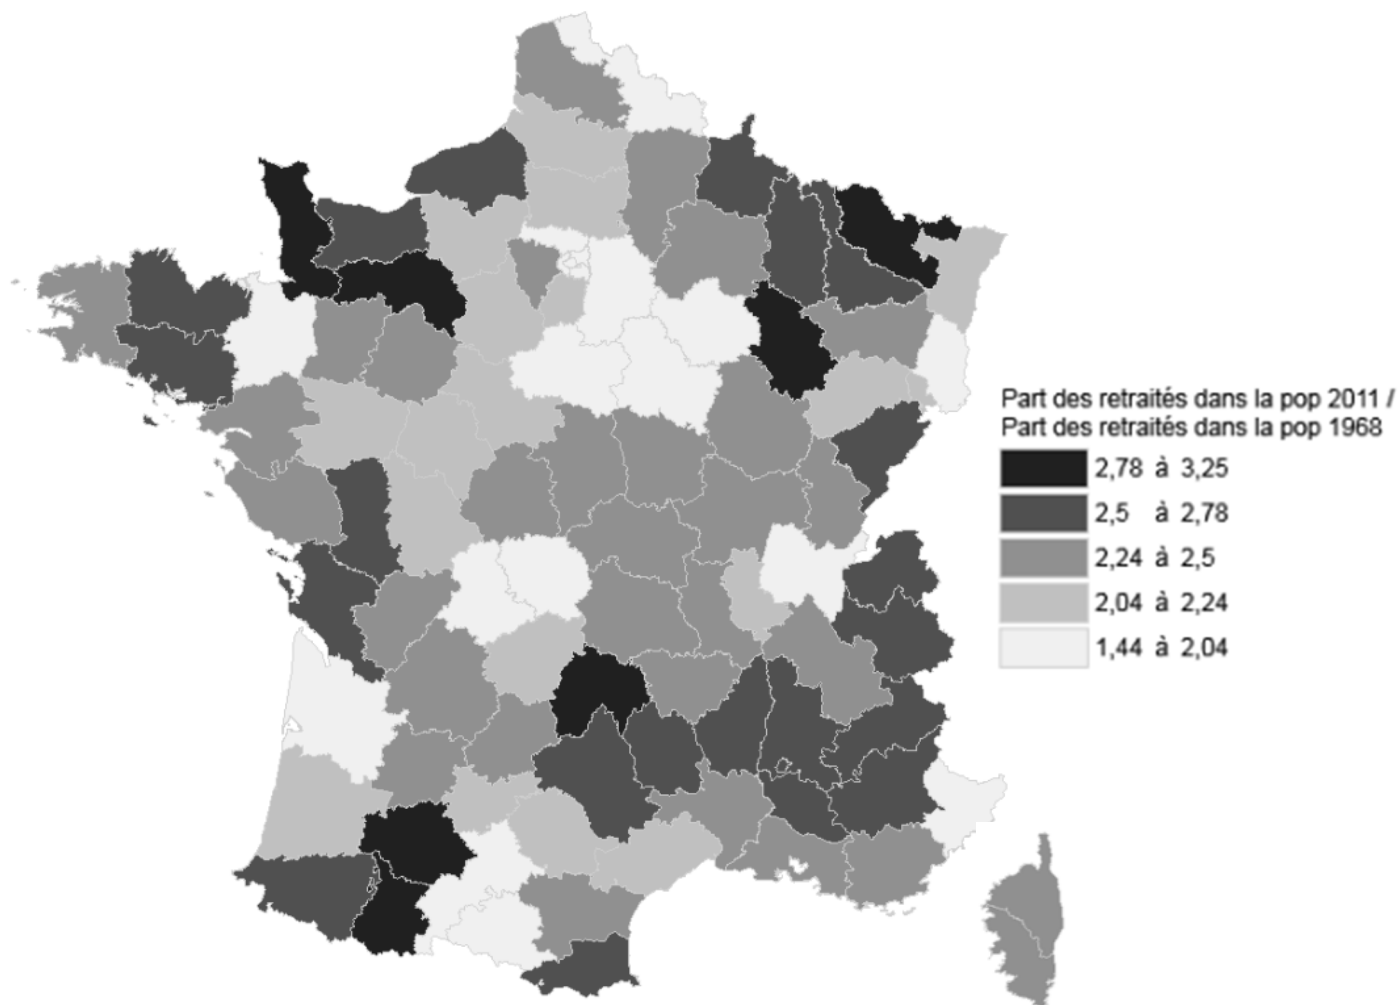 Part des retraités dans la pop 2011 /
Part des retraités dans la pop 1968
2,78 à 3,25
2,5 à 2,78
2,24 à 2,5
2,04 à 2,24
1,44 à 2,04